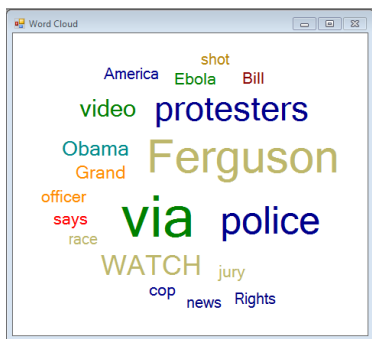 Word Cloud
shot
America Ebola Bill
video protesters
Obama Ferguson
Grand
officer
says via police
race
WATCH jury
cop news Rights